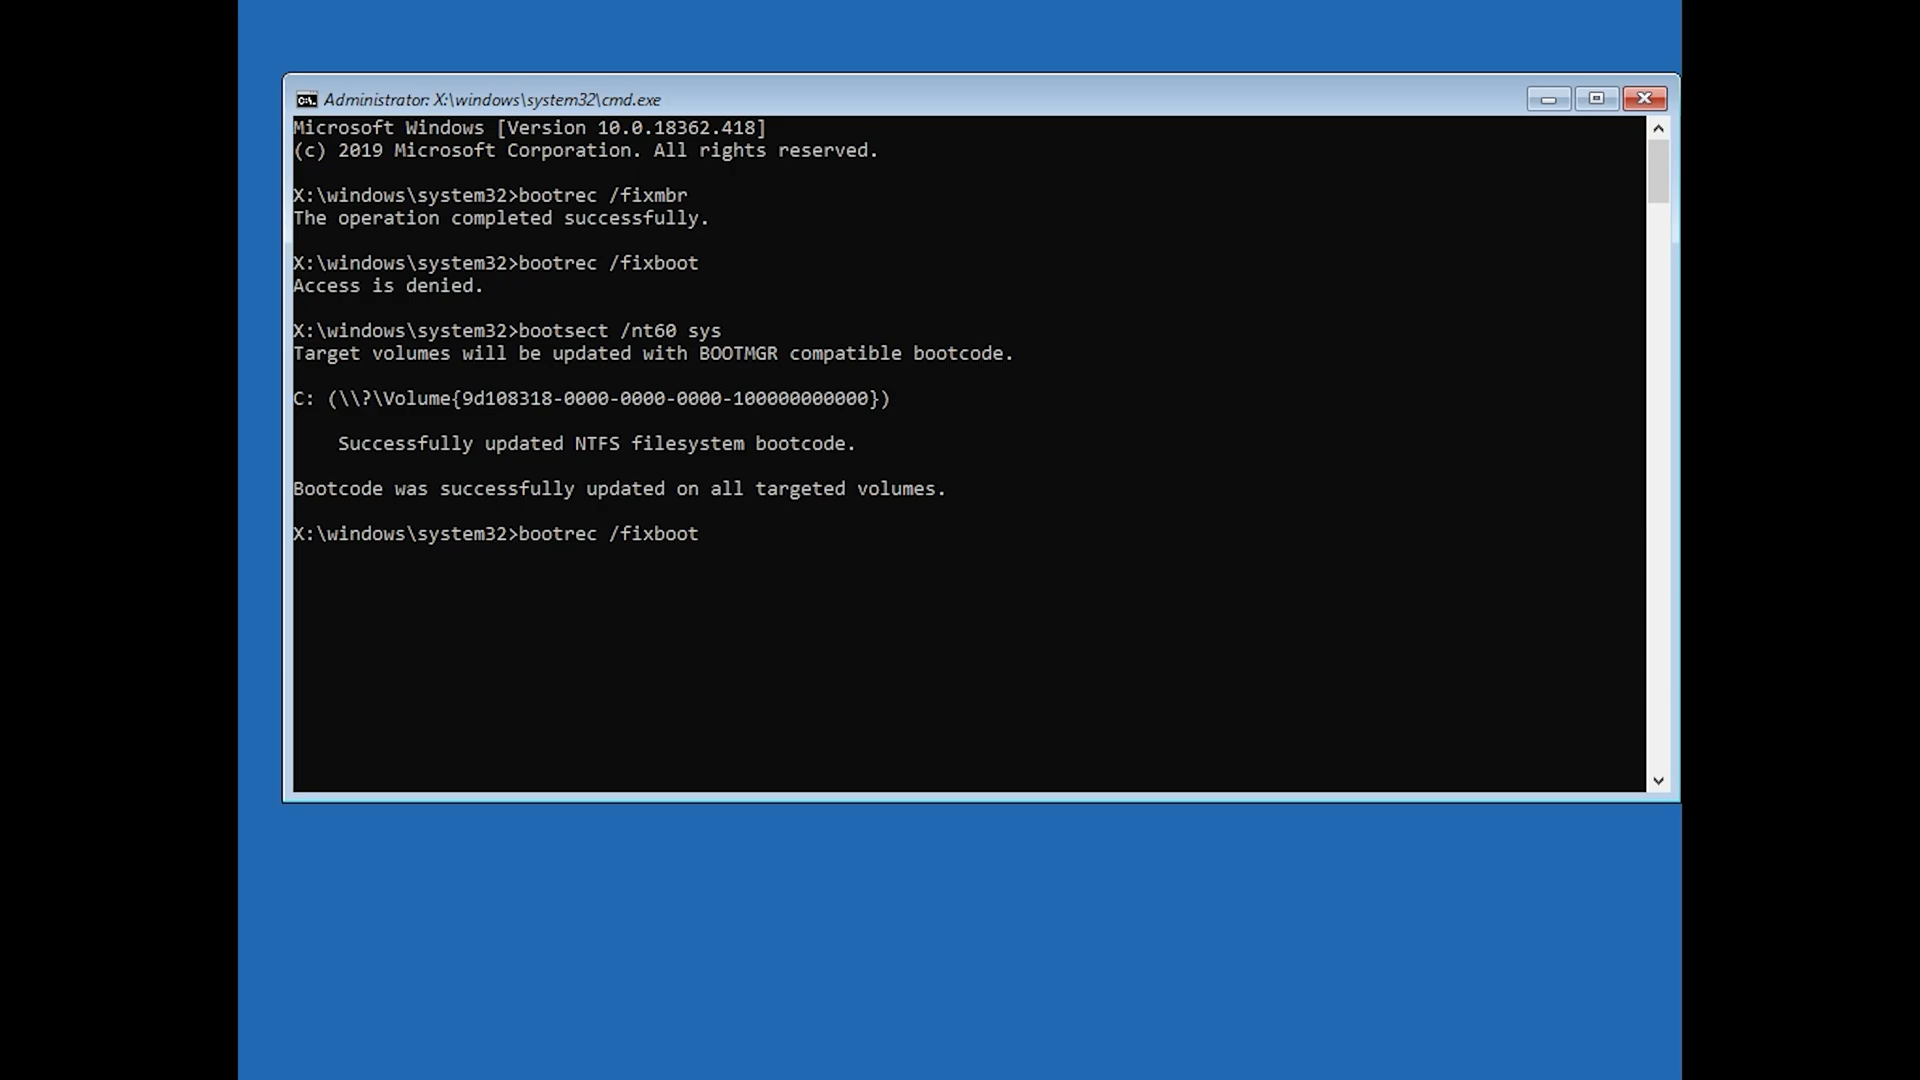 Administrator: X:\windows\system32\cmd.exe
Microsoft Windows [Version 10.0.18362.418]
(c) 2019 Microsoft Corporation. All rights reserved.
X:\windows\system32>bootrec /fixmbr
The operation completed successfully.
X:\windows\system32>bootrec /fixboot
Access is denied.
X:\windows\system32>bootsect /nt60 sys
Target volumes will be updated with BOOTMGR compatible bootcode.
C: (\\?\Volume{9d108318-0000-0000-0000-100000000000})
Successfully updated NTFS filesystem bootcode.
Bootcode was successfully updated on all targeted volumes.
X:\windows\system32>bootrec /fixboot